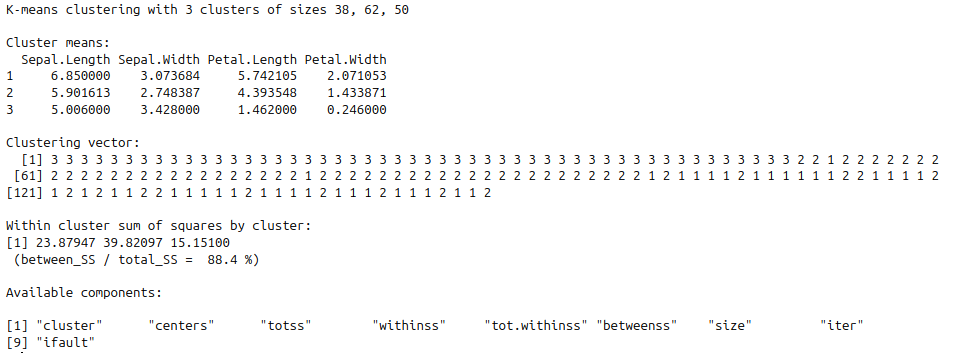 K-means clustering with 3 clusters of sizes 38, 62, 50
Cluster means:
Sepal.Length Sepal.Width Petal.Length Petal.Width
1 6.850000 3.073684 5.742105 2.071053
2 5.901613 2.748387 4.393548 1.433871
3 5.006000 3.428000 1.462000 0.246000
Clustering vector:
[1] 3 3 3 3 3 3 3 3 3 3 3 3 3 3 3 3 3 3 3 3 3 3 3 3 3 3 3 3 3 3 3 3 3 3 3 3 3 3 3 3 3 3 3 3 3 3 3 3 3 3 2 2 1 2 2 2 2 2 2 2
[61] 2 2 2 2 2 2 2 2 2 2 2 2 2 2 2 2 2 1 2 2 2 2 2 2 2 2 2 2 2 2 2 2 2 2 2 2 2 2 2 2 1 2 1 1 1 1 2 1 1 1 1 1 1 2 2 1 1 1 1 2
[121] 1 2 1 2 1 1 2 2 1 1 1 1 1 2 1 1 1 1 2 1 1 1 2 1 1 1 2 1 1 2
Within cluster sum of squares by cluster:
[1] 23.87947 39.82097 15.15100
(between_SS / total_SS = 88.4 %)
Available components:
[1] "cluster" "centers" "totss" "withinss" "tot.withinss" "betweenss" "size" "iter"
[9] "ifault"